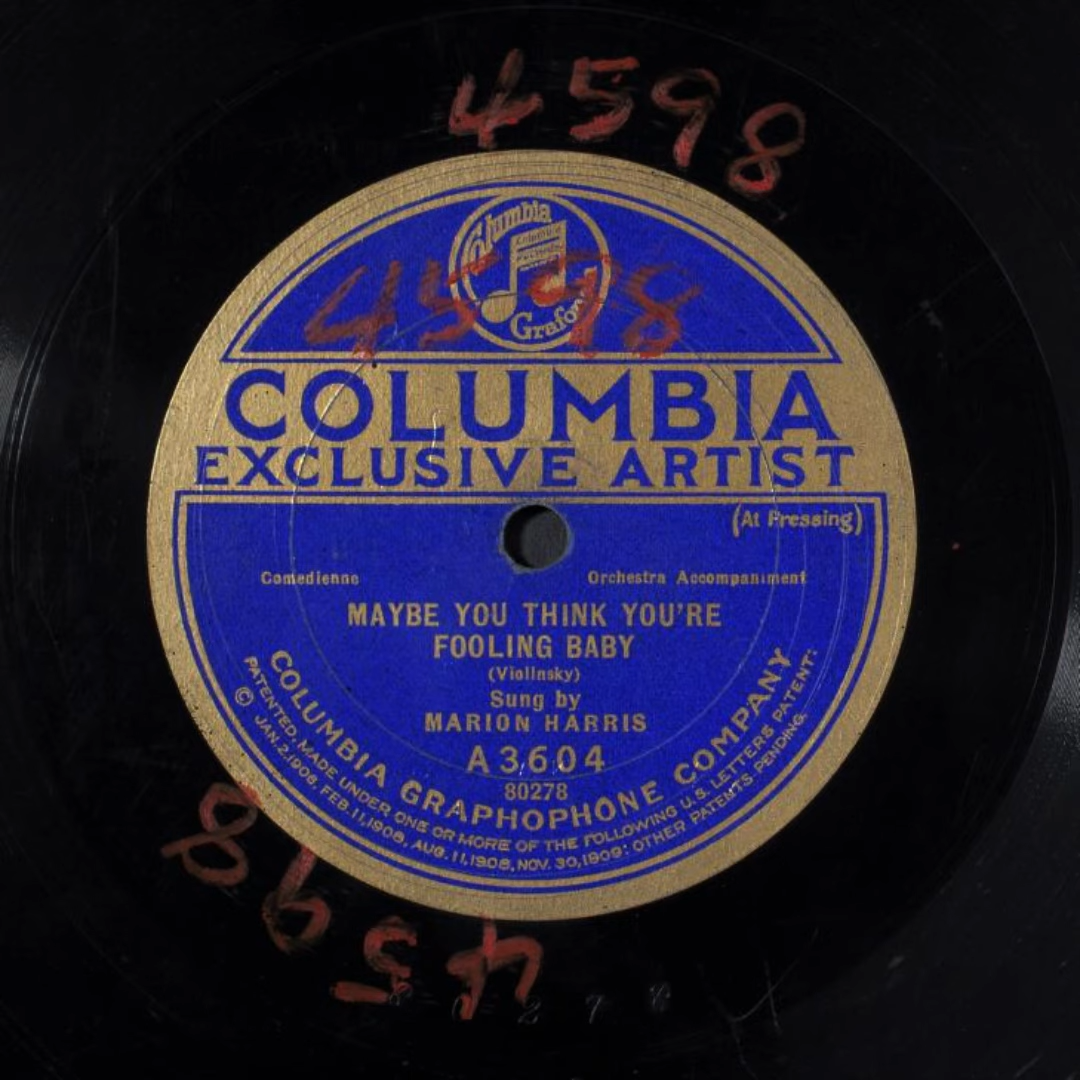 4598
Columbia
Grafon
4598
COLUMBIA
EXCLUSIVE ARTIST
(At Pressing)
Comedienne Orchestra Accompaniment
MAYBE YOU THINK YOU'RE
FOOLING BABY
(Violinsky)
Sung by
MARION HARRIS
A3604
80278
COLUMBIA GRAPHOPHONE COMPANY
PATENTED, MADE UNDER ONE OR MORE OF THE FOLLOWING U.S. LETTERS PATENT:
© JAN.2,1906, FEB.11,1908, AUG.11,1908, NOV.30,1909: OTHER PATENTS PENDING.
4598